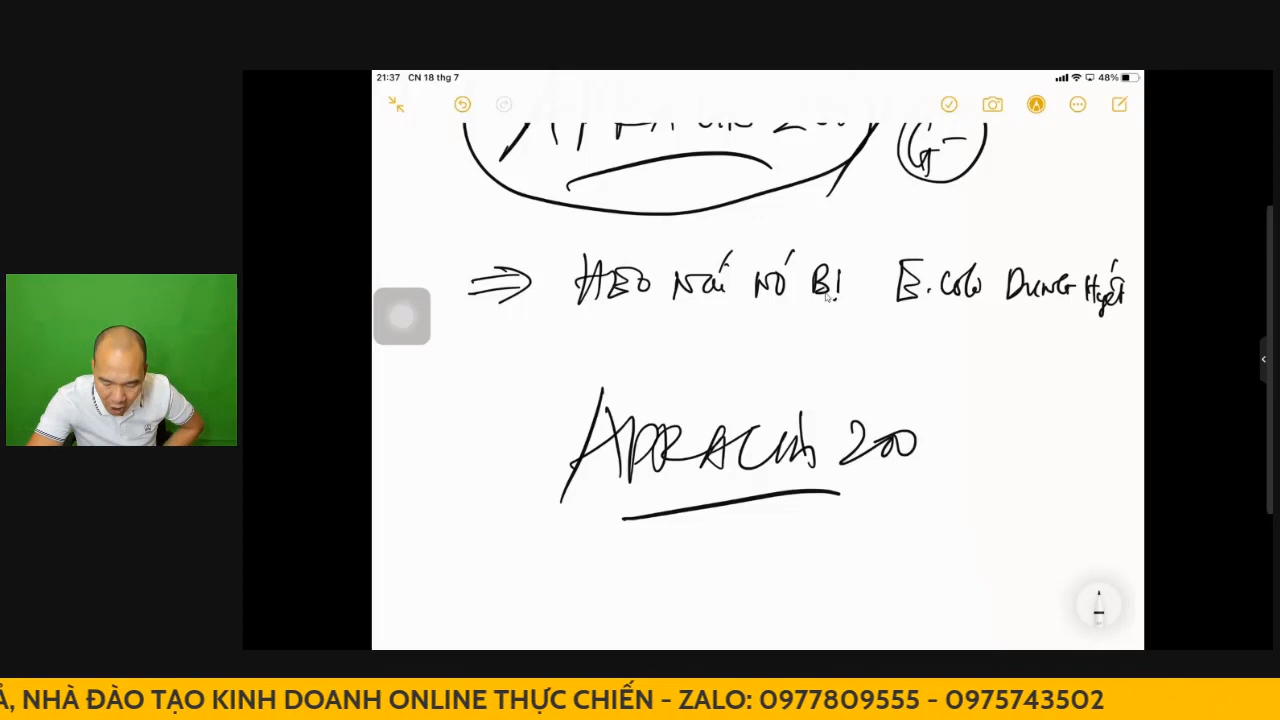 21:37 CN 18 thg 7 48%
200 G-
⇒ HEO NÁI NÓ BỊ E.coli DUNG Huyết
APRACin 200
Ả, NHÀ ĐÀO TẠO KINH DOANH ONLINE THỰC CHIẾN - ZALO: 0977809555 - 0975743502